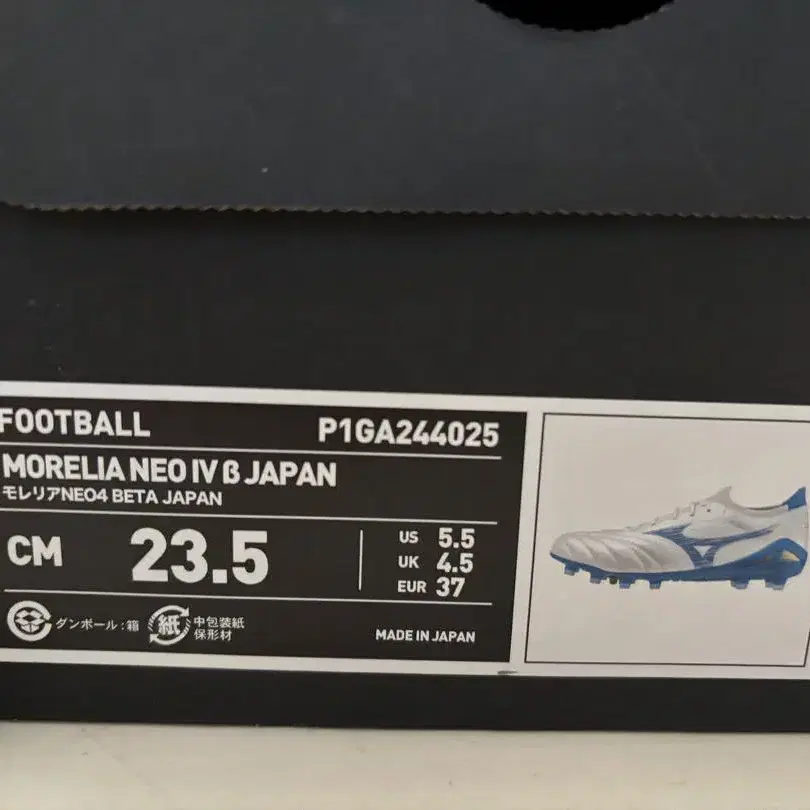 FOOTBALL P1GA244025
MORELIA NEO IV β JAPAN
モレリアNEO4 BETA JAPAN
CM 23.5
US 5.5
UK 4.5
EUR 37
ダンボール:箱
紙 中包装紙
保形材
MADE IN JAPAN